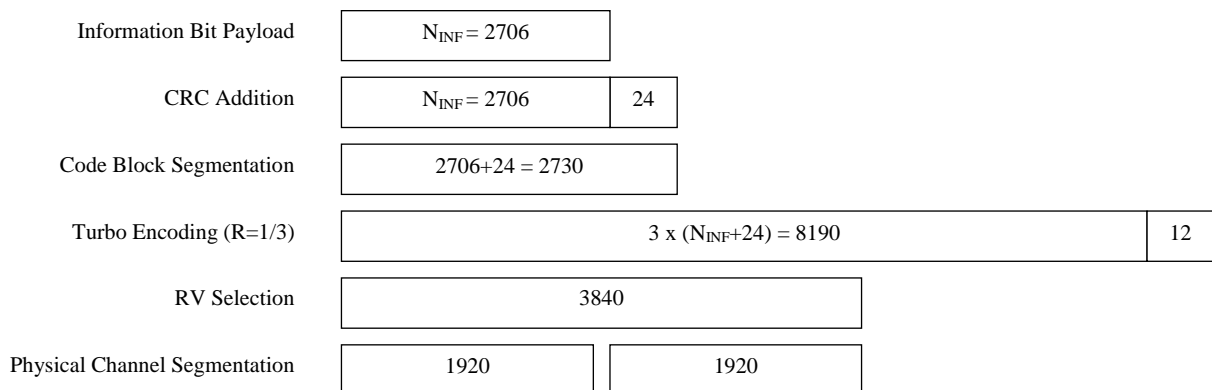 Information Bit Payload NINF = 2706
CRC Addition NINF = 2706 24
Code Block Segmentation 2706+24 = 2730
Turbo Encoding (R=1/3) 3 x (NINF+24) = 8190 12
RV Selection 3840
Physical Channel Segmentation 1920 1920